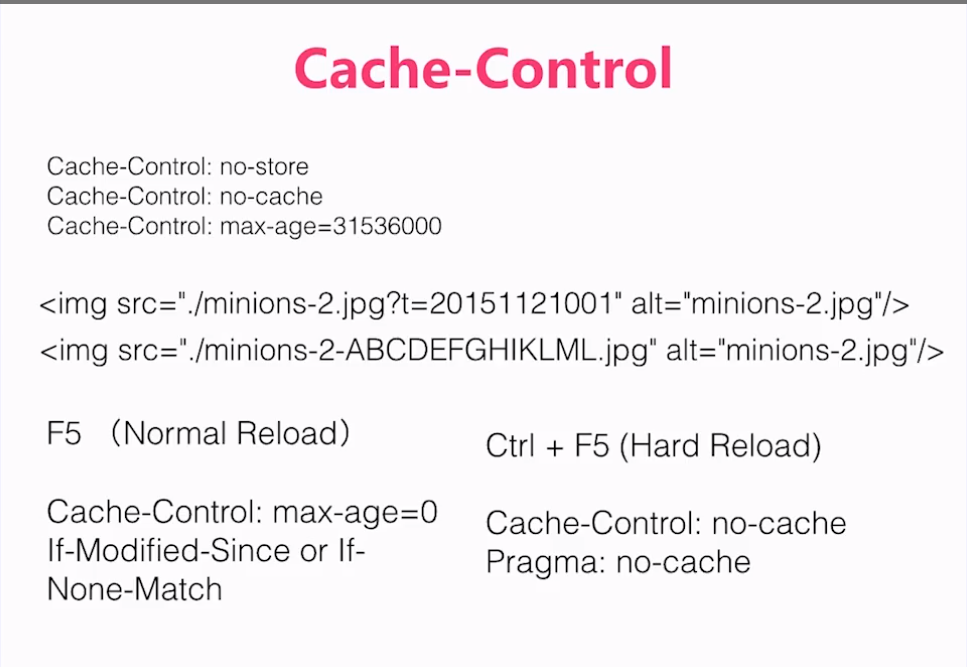 Cache-Control
Cache-Control: no-store
Cache-Control: no-cache
Cache-Control: max-age=31536000
<img src="./minions-2.jpg?t=20151121001" alt="minions-2.jpg"/>
<img src="./minions-2-ABCDEFGHIKLML.jpg" alt="minions-2.jpg"/>
F5 （Normal Reload）
Cache-Control: max-age=0
If-Modified-Since or If-
None-Match
Ctrl + F5 (Hard Reload)
Cache-Control: no-cache
Pragma: no-cache